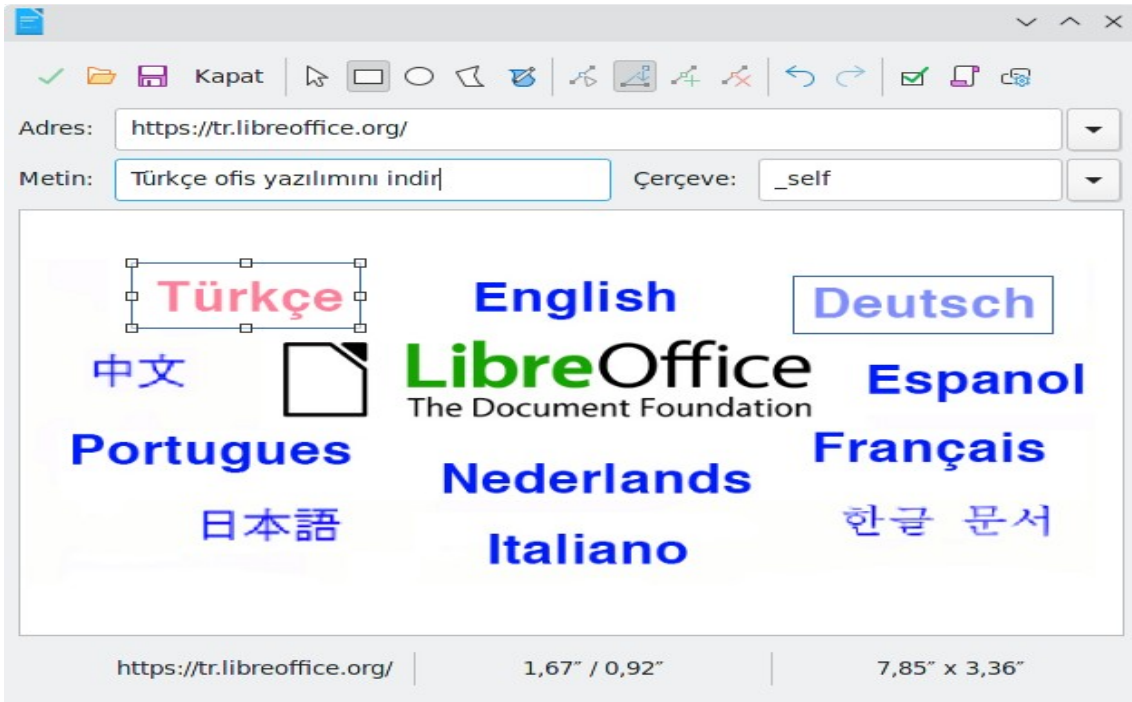 Kapat
Adres: https://tr.libreoffice.org/
Metin: Türkçe ofis yazılımını indir Çerçeve: _self
Türkçe English Deutsch
中文 LibreOffice Espanol
The Document Foundation
Portugues Français
Nederlands
日本語 한글 문서
Italiano
https://tr.libreoffice.org/ 1,67″ / 0,92″ 7,85″ x 3,36″